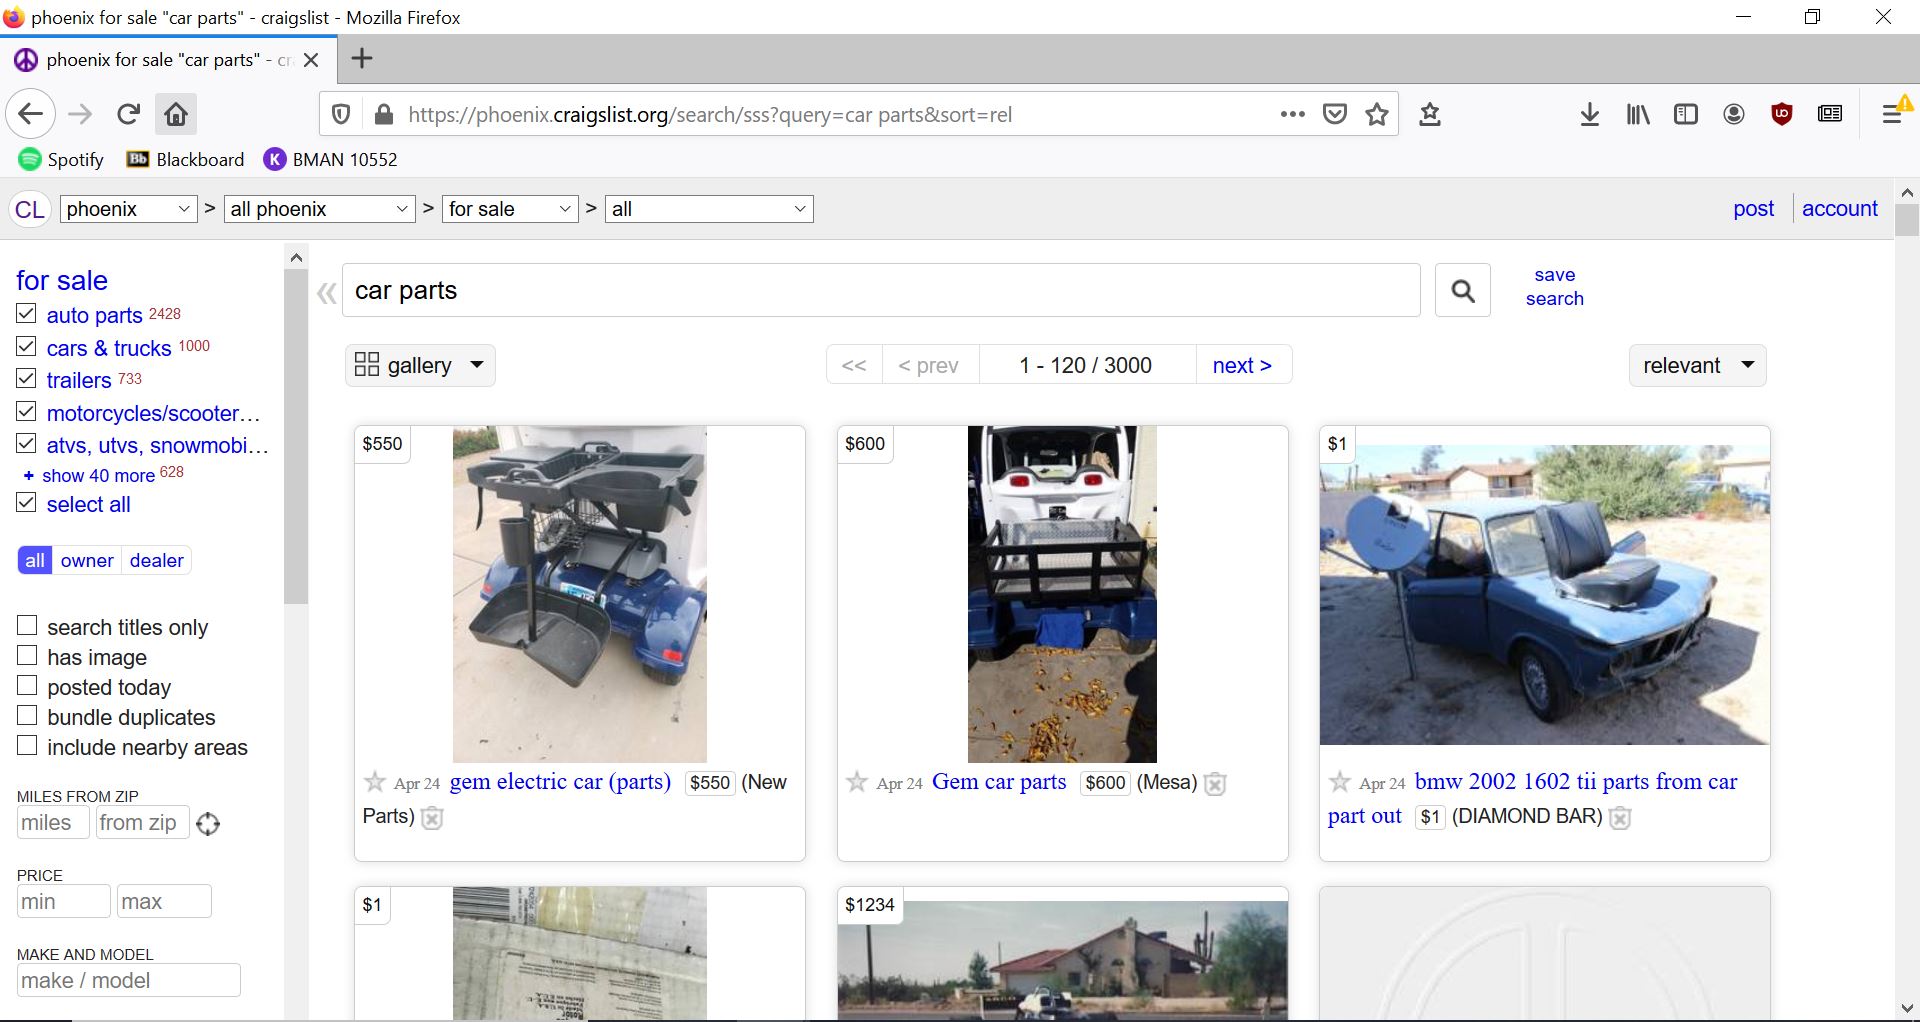 phoenix for sale "car parts" - craigslist - Mozilla Firefox
phoenix for sale "car parts" - cr
https://phoenix.craigslist.org/search/sss?query=car parts&sort=rel
Spotify Bb Blackboard K BMAN 10552
CL phoenix > all phoenix > for sale > all post account
for sale
auto parts 2428
cars & trucks 1000
trailers 733
motorcycles/scooter...
atvs, utvs, snowmobi...
+ show 40 more 628
select all
all owner dealer
search titles only
has image
posted today
bundle duplicates
include nearby areas
MILES FROM ZIP
miles from zip
PRICE
min max
MAKE AND MODEL
make / model
« car parts
save
search
gallery << < prev 1 - 120 / 3000 next > relevant
$550
Apr 24 gem electric car (parts) $550 (New
Parts)
$600
Apr 24 Gem car parts $600 (Mesa)
$1
Apr 24 bmw 2002 1602 tii parts from car
part out $1 (DIAMOND BAR)
$1
$1234